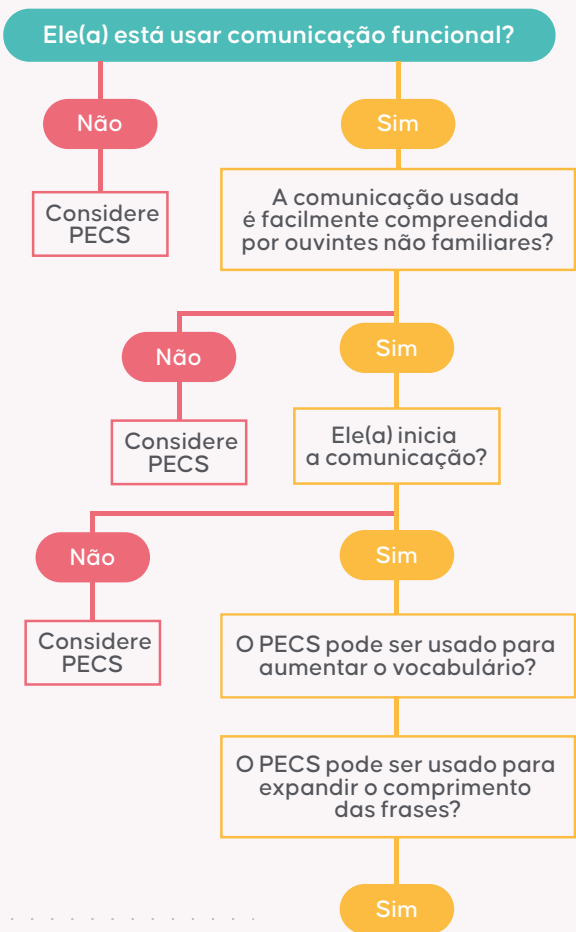 Ele(a) está usar comunicação funcional?
Não
Sim
Considere
PECS
A comunicação usada
é facilmente compreendida
por ouvintes não familiares?
Não
Sim
Considere
PECS
Ele(a) inicia
a comunicação?
Não
Sim
Considere
PECS
O PECS pode ser usado para
aumentar o vocabulário?
O PECS pode ser usado para
expandir o comprimento
das frases?
Sim